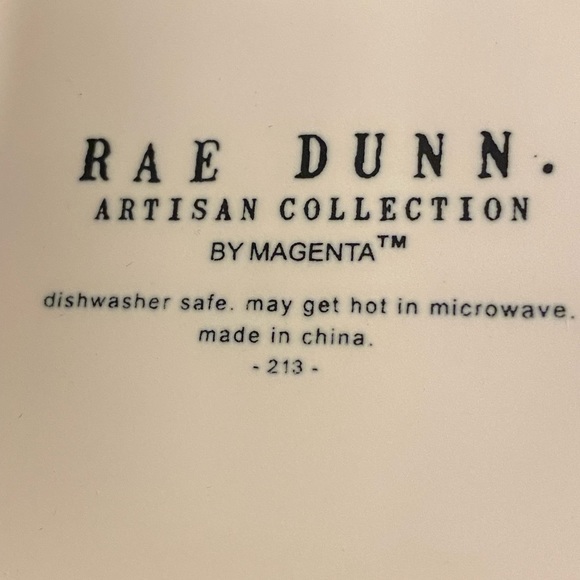 RAE DUNN.
ARTISAN COLLECTION
BY MAGENTA™
dishwasher safe. may get hot in microwave.
made in china.
- 213 -